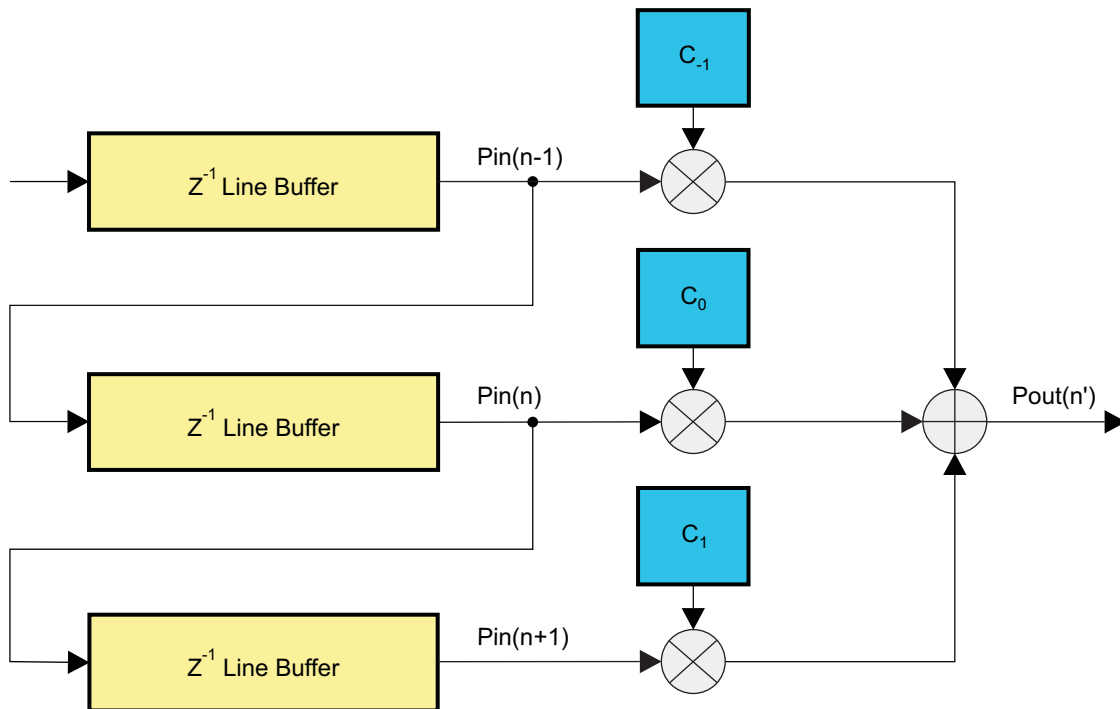 C₋₁
Z⁻¹ Line Buffer
Pin(n-1)
C₀
Z⁻¹ Line Buffer
Pin(n)
Pout(n')
C₁
Z⁻¹ Line Buffer
Pin(n+1)